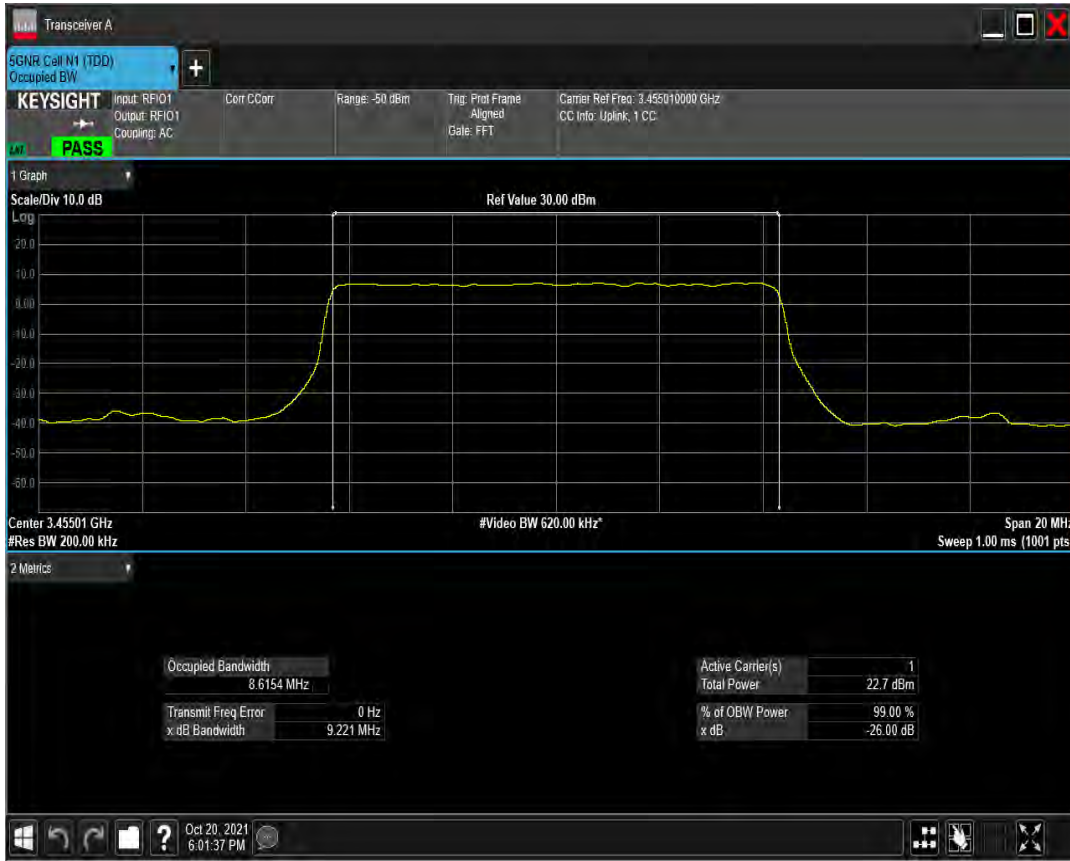 Transceiver A
5GNR Cell N1 (TDD)
Occupied BW
+
KEYSIGHT
Input: RFIO1
Output: RFIO1
Coupling: AC
Corr CCorr
Range: -50 dBm
Trig: Prot Frame
Aligned
Gate: FFT
Carrier Ref Freq: 3.455010000 GHz
CC Info: Uplink, 1 CC
PASS
1 Graph
Scale/Div 10.0 dB
Ref Value 30.00 dBm
Log
20.0
10.0
0.00
-10.0
-20.0
-30.0
-40.0
-50.0
-60.0
Center 3.45501 GHz
#Video BW 620.00 kHz*
Span 20 MHz
#Res BW 200.00 kHz
Sweep 1.00 ms (1001 pts
2 Metrics
Occupied Bandwidth
8.6154 MHz
Transmit Freq Error 0 Hz
x dB Bandwidth 9.221 MHz
Active Carrier(s) 1
Total Power 22.7 dBm
% of OBW Power 99.00 %
x dB -26.00 dB
?
Oct 20, 2021
6:01:37 PM